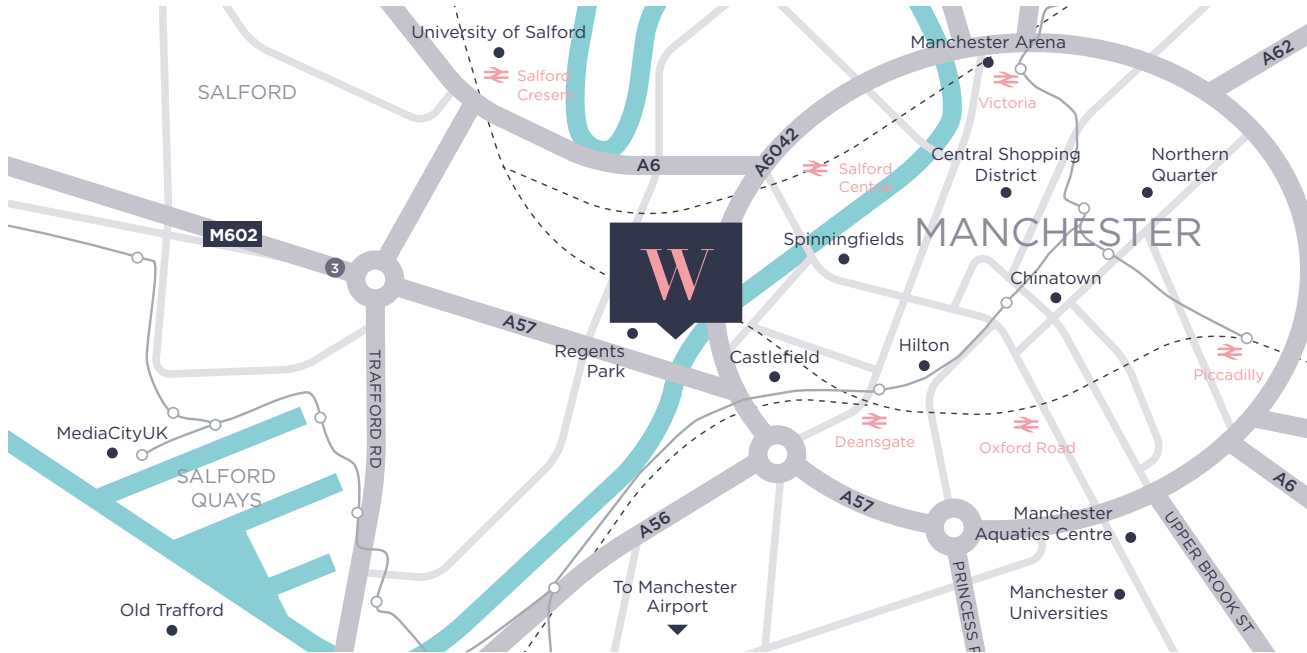 University of Salford
Salford
Cresent
SALFORD
Manchester Arena
Victoria
A62
A6042
A6
Salford
Central
Central Shopping
District
Northern
Quarter
MANCHESTER
M602
3
W
Spinningfields
Chinatown
A57
Regents
Park
Castlefield
Hilton
Piccadilly
TRAFFORD RD
MediaCityUK
SALFORD
QUAYS
Deansgate
Oxford Road
A6
A57
A56
Manchester
Aquatics Centre
UPPER BROOK ST
PRINCESS
To Manchester
Airport
Manchester
Universities
Old Trafford